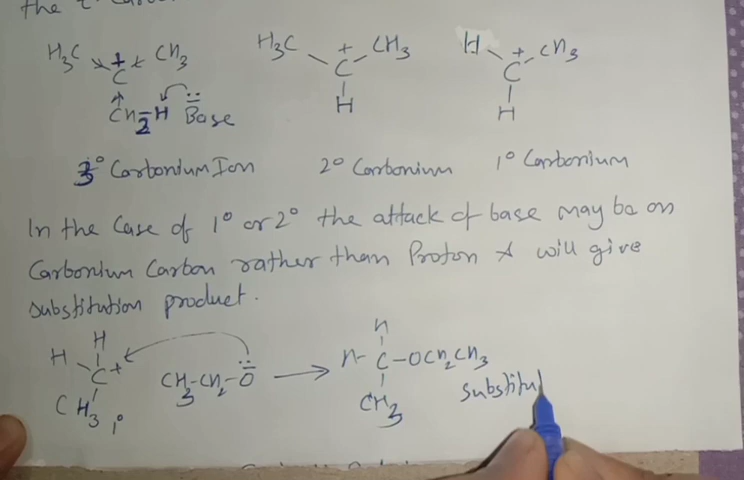 the
H₃C + CH₃ H₃C + CH₃ H + CH₃
C C C
CH₂-H Base H H
3° Carbonium Ion 2° Carbonium 1° Carbonium
In the Case of 1° or 2° the attack of base may be on
Carbonium Carbon rather than Proton & will give
substitution product.
H H
H C+ CH₃-CH₂-O → H-C-OCH₂CH₃
CH₃ 1° CH₃ substitu